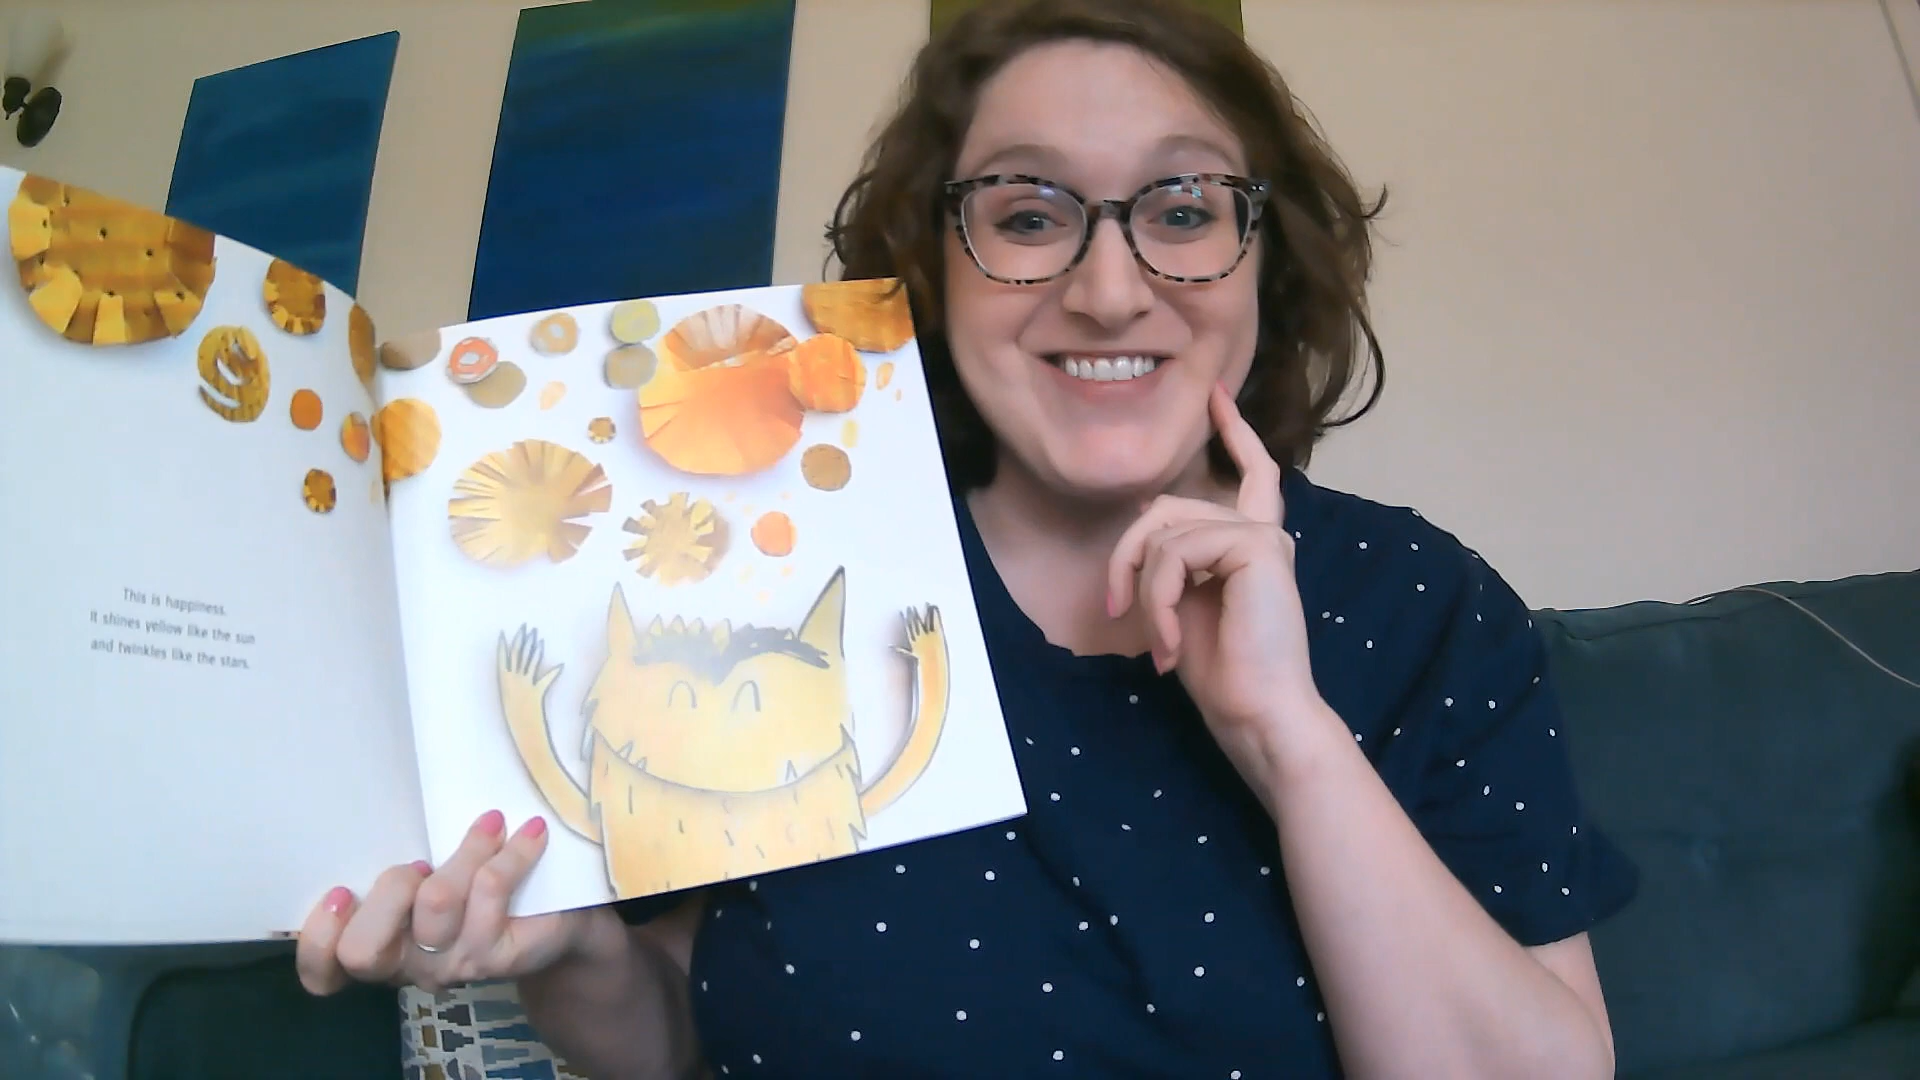 This is happiness.
It shines yellow like the sun
and twinkles like the stars.